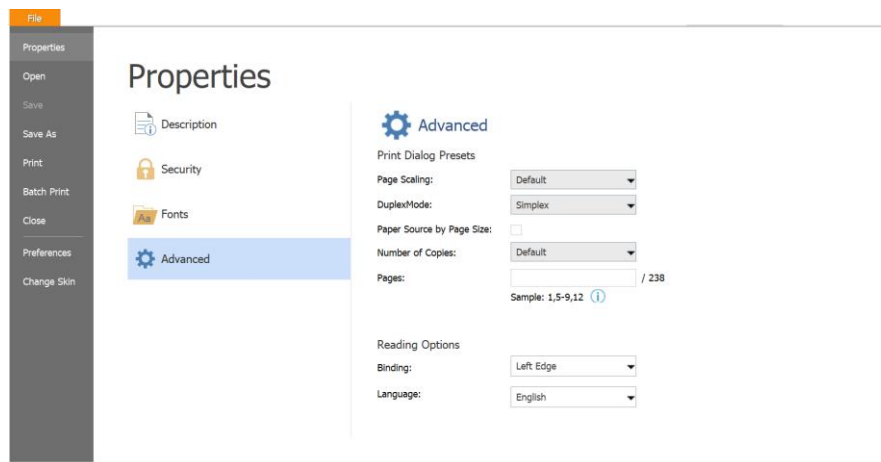 File
Properties
Open
Save
Save As
Print
Batch Print
Close
Preferences
Change Skin
Properties
Description
Security
Aa Fonts
Advanced
Advanced
Print Dialog Presets
Page Scaling: Default
DuplexMode: Simplex
Paper Source by Page Size:
Number of Copies: Default
Pages: / 238
Sample: 1,5-9,12
Reading Options
Binding: Left Edge
Language: English